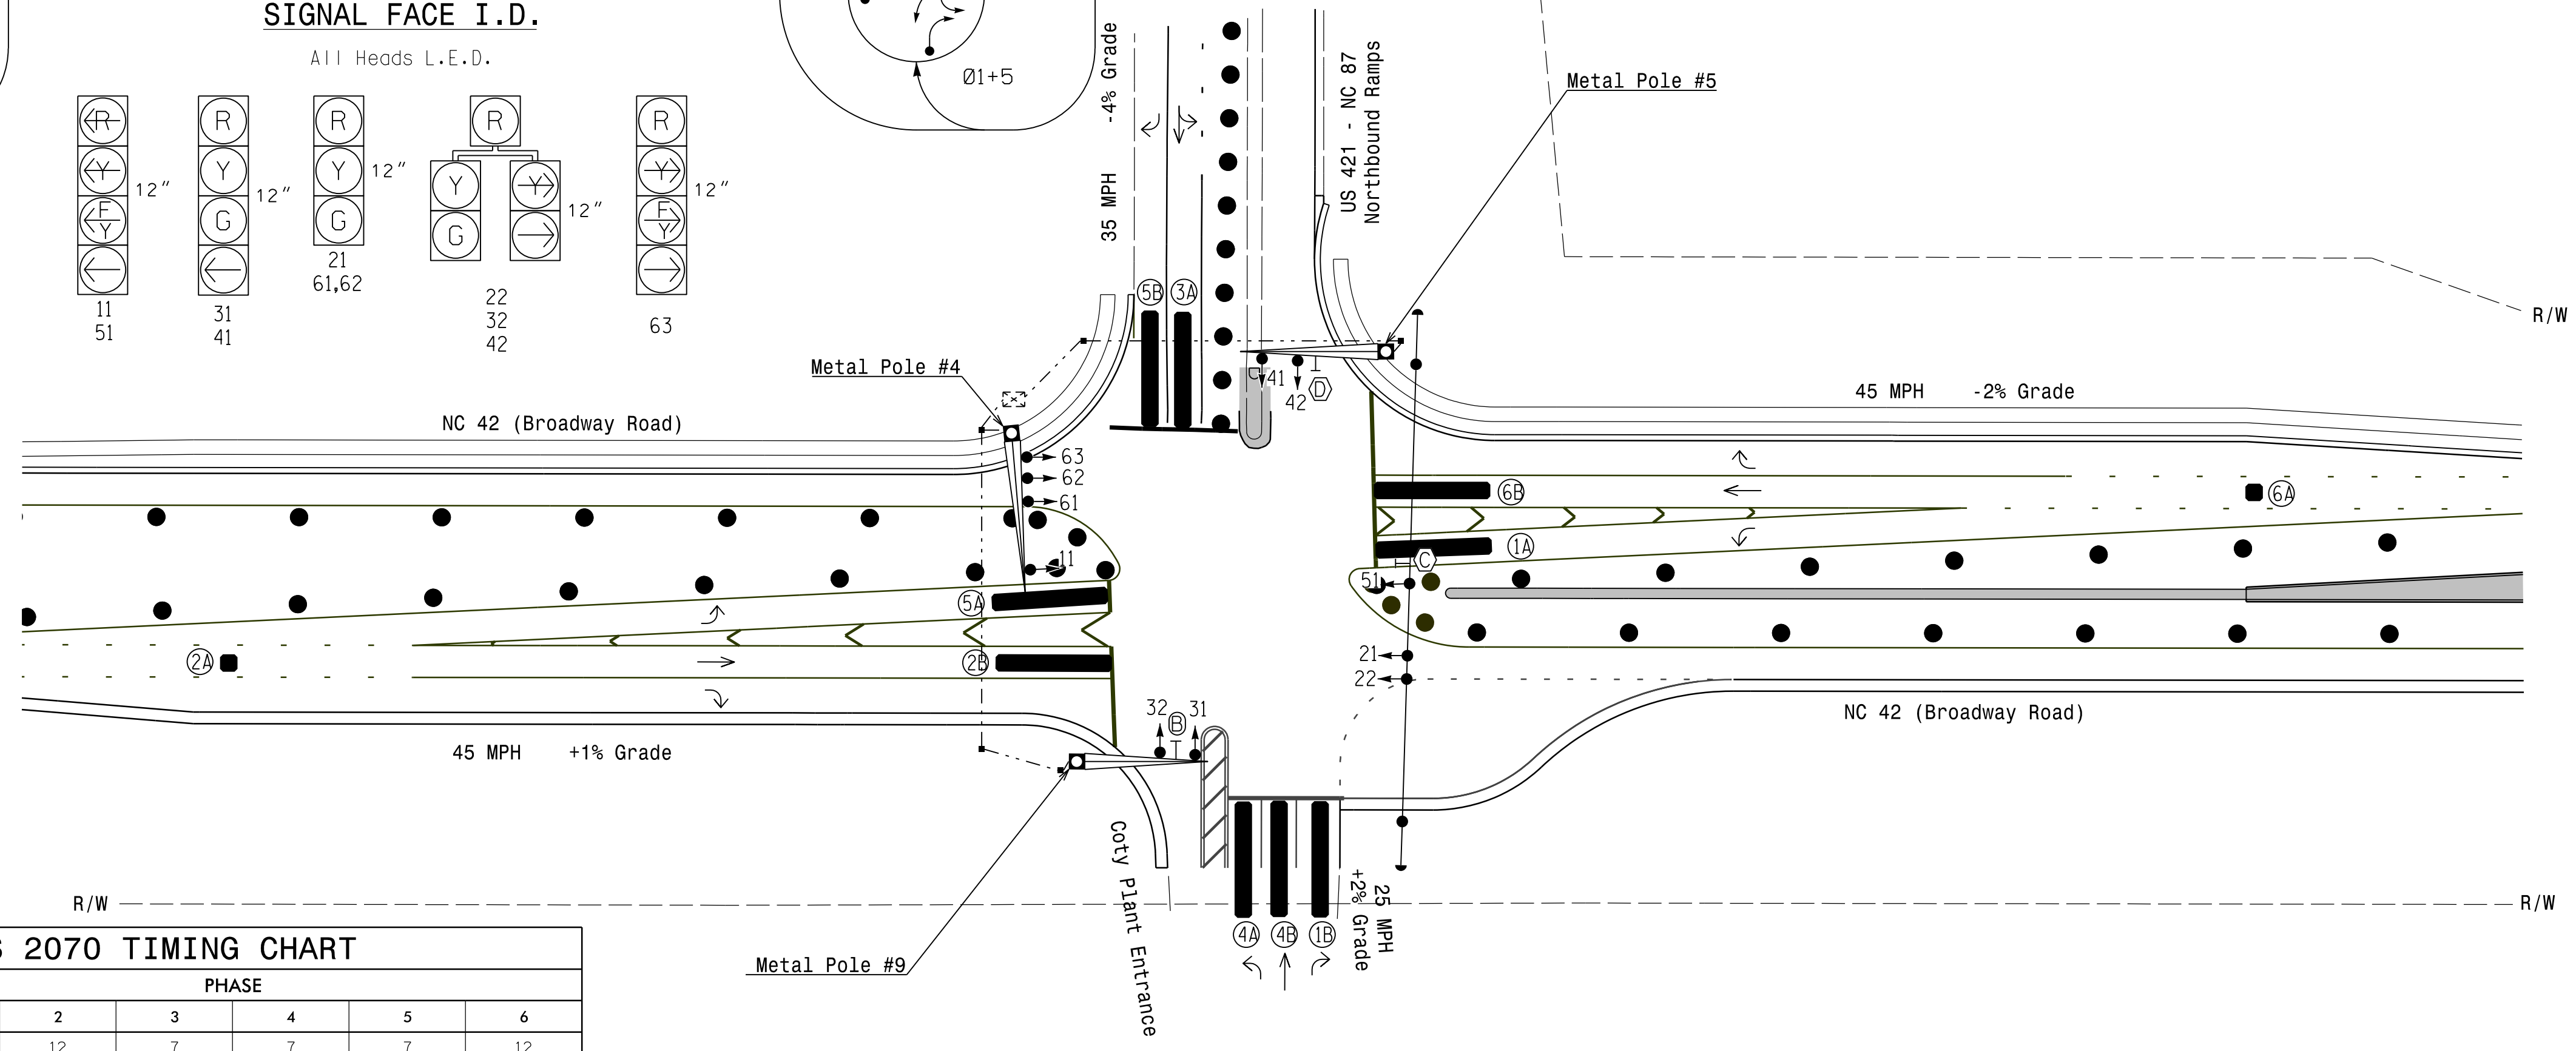 SIGNAL FACE I.D.
All Heads L.E.D.
R
Y
F
Y
12"
11
51
R
Y
G
12"
31
41
R
Y
G
12"
21
61,62
R
Y
Y
G
12"
22
32
42
R
Y
F
Y
12"
63
Ø1+5
35 MPH -4% Grade
US 421 - NC 87
Northbound Ramps
Metal Pole #5
R/W
5B
3A
Metal Pole #4
41
42
D
45 MPH -2% Grade
NC 42 (Broadway Road)
63
62
61
11
6B
6A
1A
C
51
5A
2A
2B
21
22
32
B
31
NC 42 (Broadway Road)
45 MPH +1% Grade
Coty Plant Entrance
25 MPH
+2% Grade
R/W
R/W
4A
4B
1B
Metal Pole #9
2070 TIMING CHART
PHASE
2 3 4 5 6
12 7 7 7 12